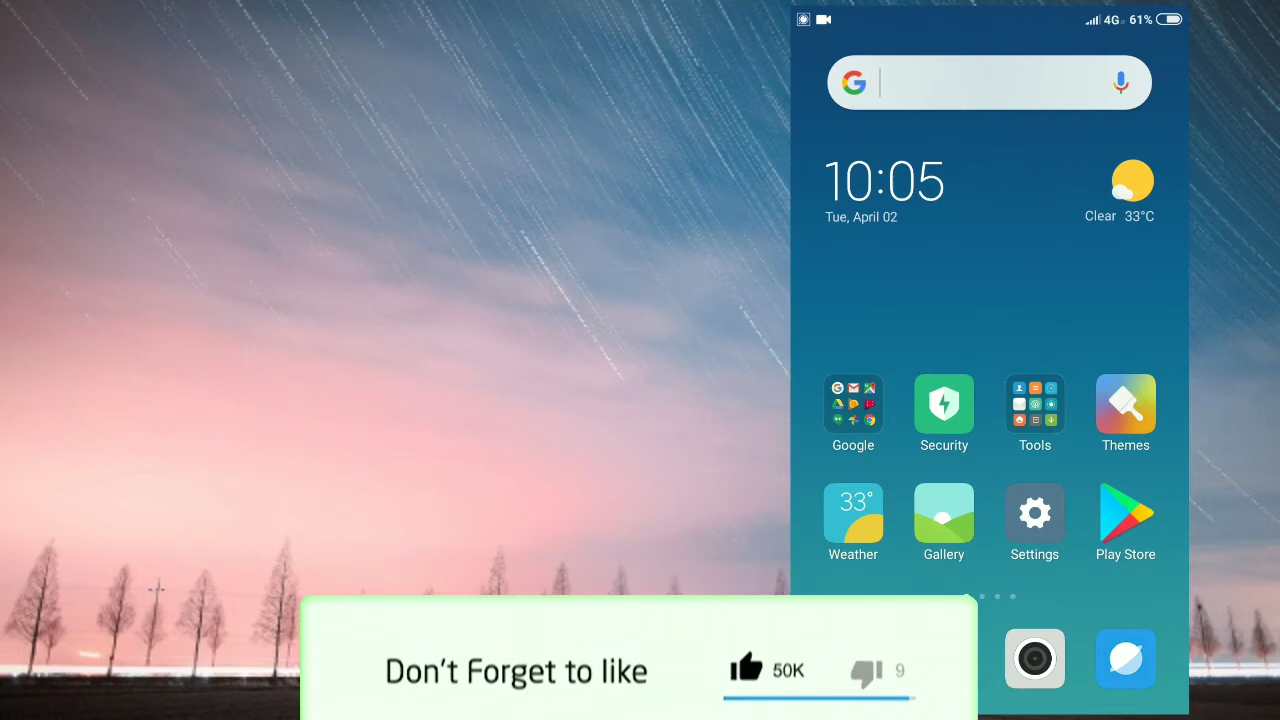 4G 61%
10:05
Tue, April 02
Clear 33°C
Google Security Tools Themes
33°
Weather Gallery Settings Play Store
Don't Forget to like 50K 9